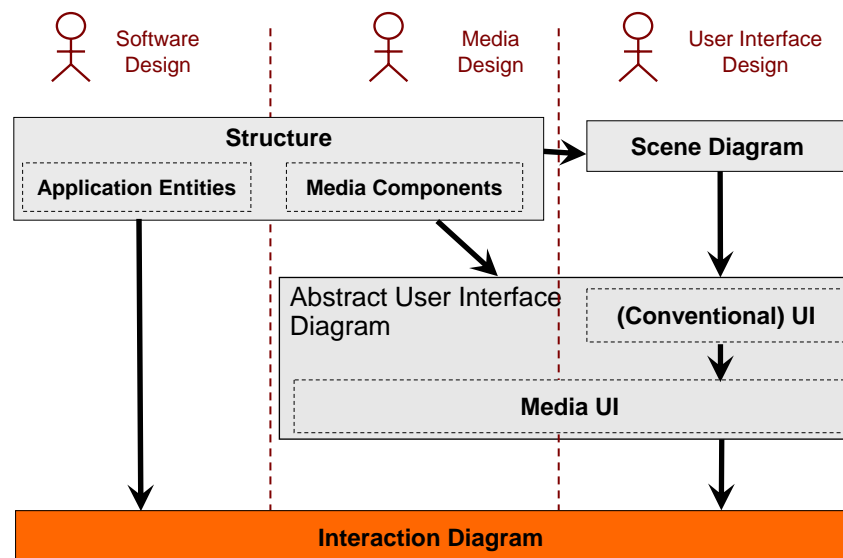 Software
Design
Media
Design
User Interface
Design
Structure
Application Entities
Media Components
Scene Diagram
Abstract User Interface
Diagram
(Conventional) UI
Media UI
Interaction Diagram